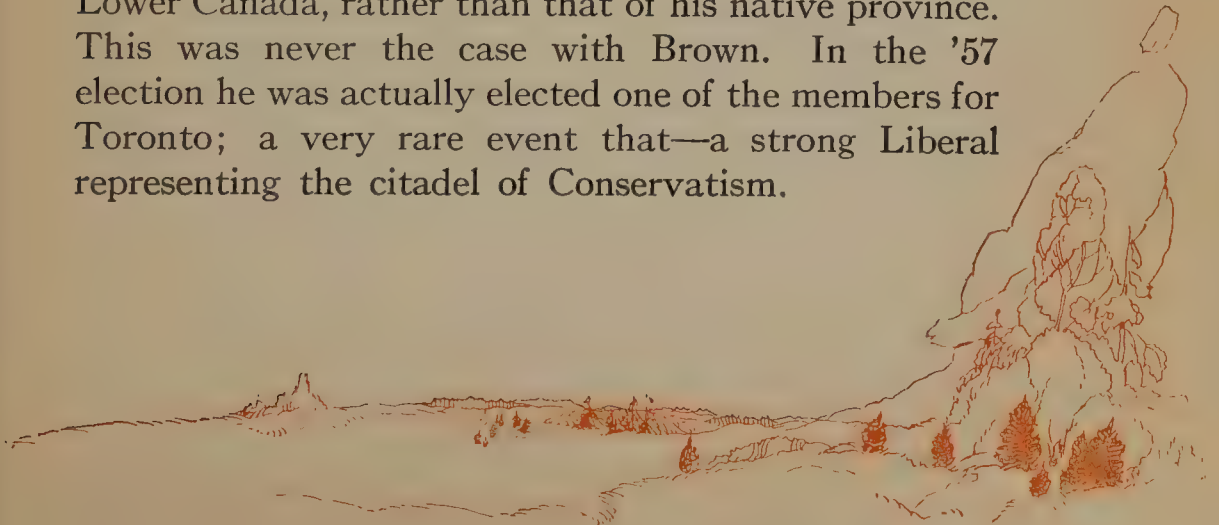 Lower Canada, rather than that of his native province.
This was never the case with Brown. In the ’57
election he was actually elected one of the members for
Toronto; a very rare event that—a strong Liberal
representing the citadel of Conservatism.